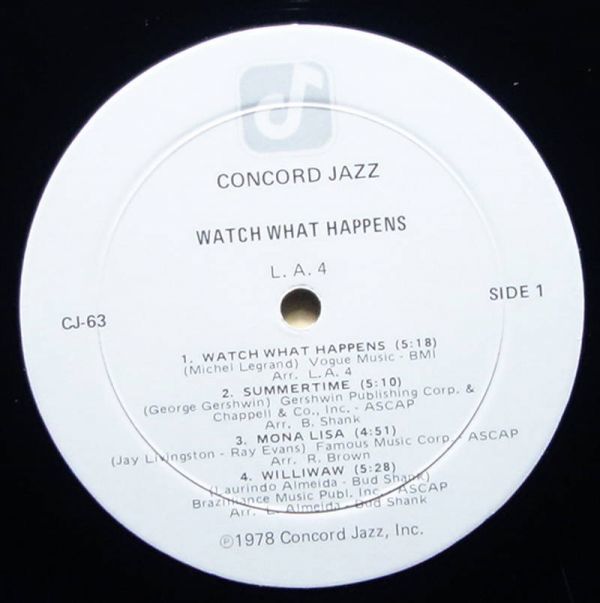 CONCORD JAZZ
WATCH WHAT HAPPENS
L. A. 4
CJ-63
SIDE 1
1. WATCH WHAT HAPPENS (5:18)
(Michel Legrand) Vogue Music - BMI
Arr. L.A. 4
2. SUMMERTIME (5:10)
(George Gershwin) Gershwin Publishing Corp. &
Chappell & Co., Inc. - ASCAP
Arr. B. Shank
3. MONA LISA (4:51)
(Jay Livingston - Ray Evans) Famous Music Corp. - ASCAP
Arr. R. Brown
4. WILLIWAW (5:28)
(Laurindo Almeida - Bud Shank)
Brazilliance Music Publ. Inc. - ASCAP
Arr. L. Almeida - Bud Shank
℗1978 Concord Jazz, Inc.